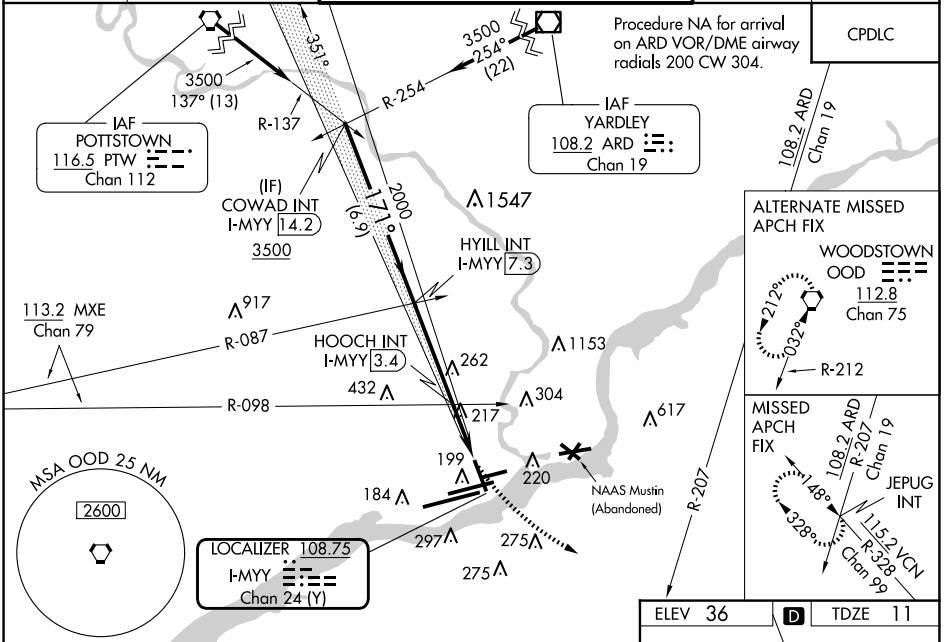 Procedure NA for arrival
on ARD VOR/DME airway
radials 200 CW 304.
CPDLC
351°
3500
137° (13)
R-137
3500
254°
(22)
R-254
IAF
POTTSTOWN
116.5 PTW
Chan 112
IAF
YARDLEY
108.2 ARD
Chan 19
108.2 ARD
Chan 19
(IF)
COWAD INT
I-MYY 14.2
3500
2000
171°
(6.9)
1547
HYILL INT
I-MYY 7.3
ALTERNATE MISSED
APCH FIX
WOODSTOWN
OOD
112.8
Chan 75
212°
032°
R-212
917
113.2 MXE
Chan 79
R-087
HOOCH INT
I-MYY 3.4
1153
262
432
304
R-098
217
617
MISSED
APCH
FIX
108.2 ARD
R-207
Chan 19
JEPUG
INT
148°
328°
115.2 VCN
R-328
Chan 99
MSA OOD 25 NM
2600
199
220
184
NAAS Mustin
(Abandoned)
R-207
297
275
275
LOCALIZER 108.75
I-MYY
Chan 24 (Y)
ELEV 36
D
TDZE 11